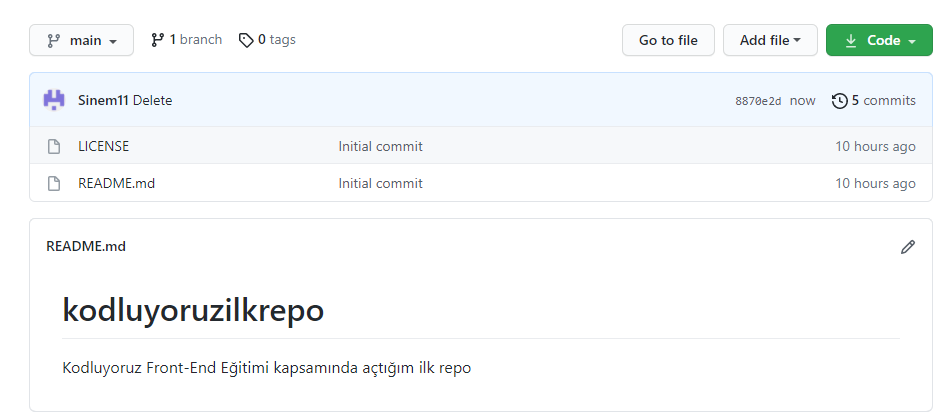 main 1 branch 0 tags Go to file Add file Code
Sinem11 Delete 8870e2d now 5 commits
LICENSE Initial commit 10 hours ago
README.md Initial commit 10 hours ago
README.md
kodluyoruzilkrepo
Kodluyoruz Front-End Eğitimi kapsamında açtığım ilk repo